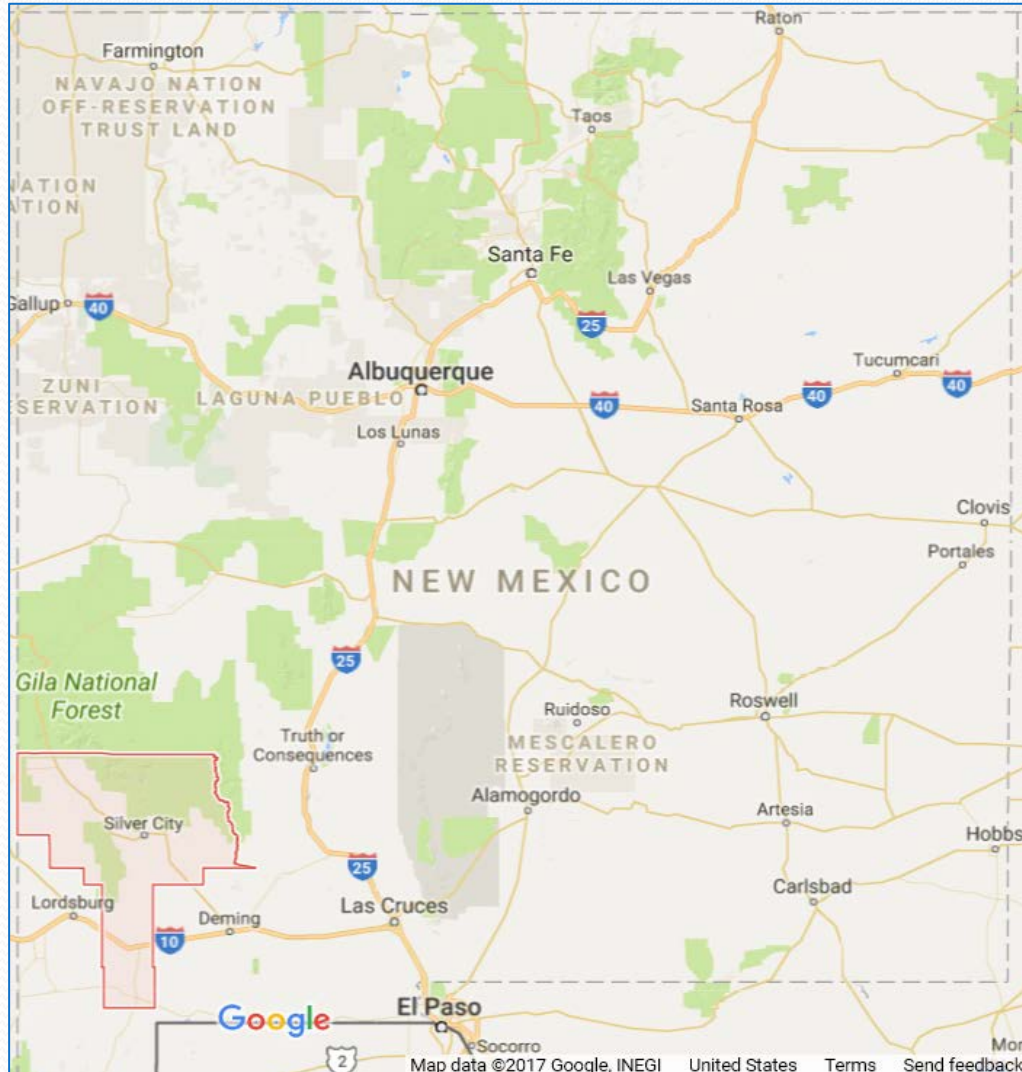 Raton
Farmington
NAVAJO NATION
OFF-RESERVATION
TRUST LAND
Taos
NATION
ATION
Santa Fe
Las Vegas
Gallup
40
25
Tucumcari
Albuquerque
40
40
40
ZUNI
ESERVATION
LAGUNA PUEBLO
Santa Rosa
Los Lunas
Clovis
Portales
NEW MEXICO
25
Gila National
Forest
Ruidoso
Roswell
Truth or
Consequences
MESCALERO
RESERVATION
Alamogordo
Artesia
Silver City
Hobbs
25
Carlsbad
Lordsburg
Deming
Las Cruces
10
Google
El Paso
Socorro
2
Mor
Map data ©2017 Google, INEGI United States Terms Send feedback